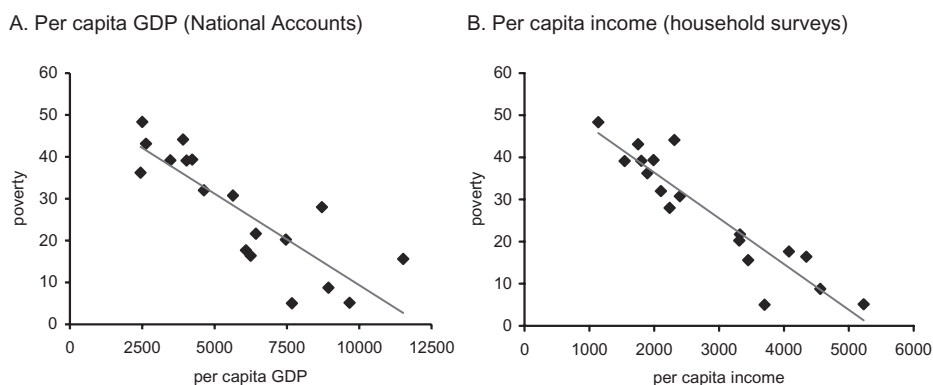 A. Per capita GDP (National Accounts)
B. Per capita income (household surveys)
60
50
40
30
20
10
0
poverty
0 2500 5000 7500 10000 12500
per capita GDP
60
50
40
30
20
10
0
poverty
0 1000 2000 3000 4000 5000 6000
per capita income